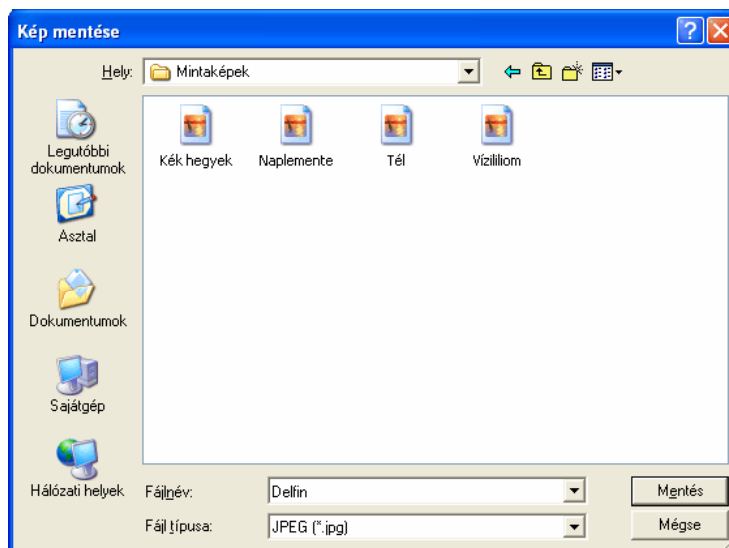 Kép mentése
Hely:
Mintaképek
Legutóbbi
dokumentumok
Asztal
Dokumentumok
Sajátgép
Hálózati helyek
Kék hegyek
Naplemente
Tél
Vízililiom
Fájlnév:
Delfin
Mentés
Fájl típusa:
JPEG (*.jpg)
Mégse